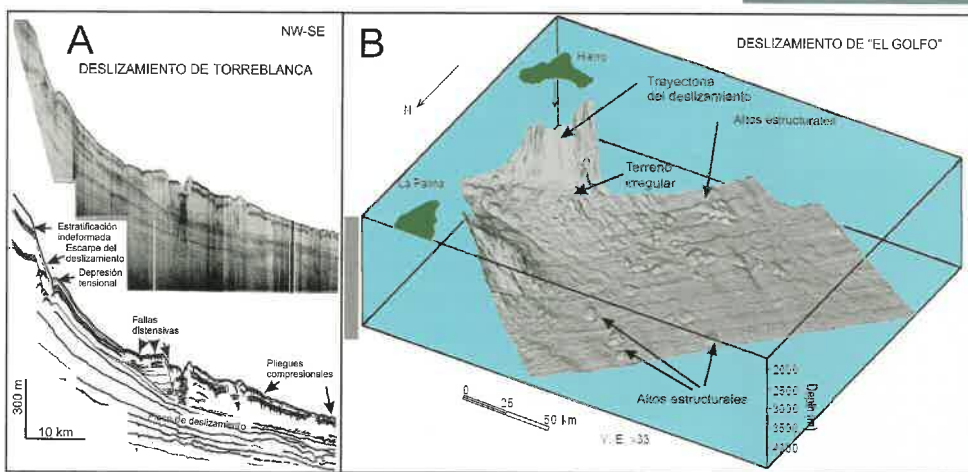 A
NW-SE
DESLIZAMIENTO DE TORREBLANCA
Estratificación
indeformada
Escarpe del
deslizamiento
Depresión
tensional
Fallas
distensivas
Pliegues
compresionales
de deslizamiento
300 m
10 km
B
DESLIZAMIENTO DE "EL GOLFO"
Hierro
N
Trayectoria
del deslizamiento
Altos estructurales
Terreno
irregular
La Palma
Altos estructurales
0
25
50 km
V. E. x33
2000
2500
3000
3500
4000
Depth (m)